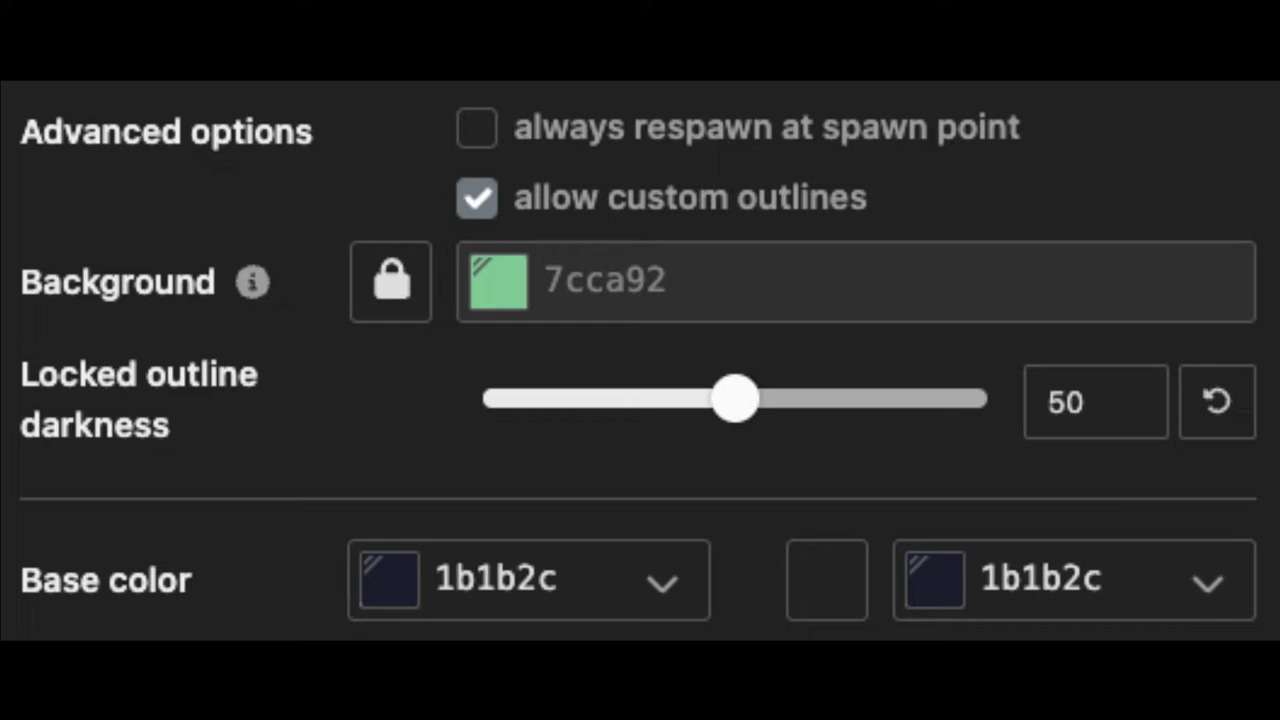 Advanced options
always respawn at spawn point
allow custom outlines
Background
7cca92
Locked outline
darkness
50
Base color
1b1b2c
1b1b2c